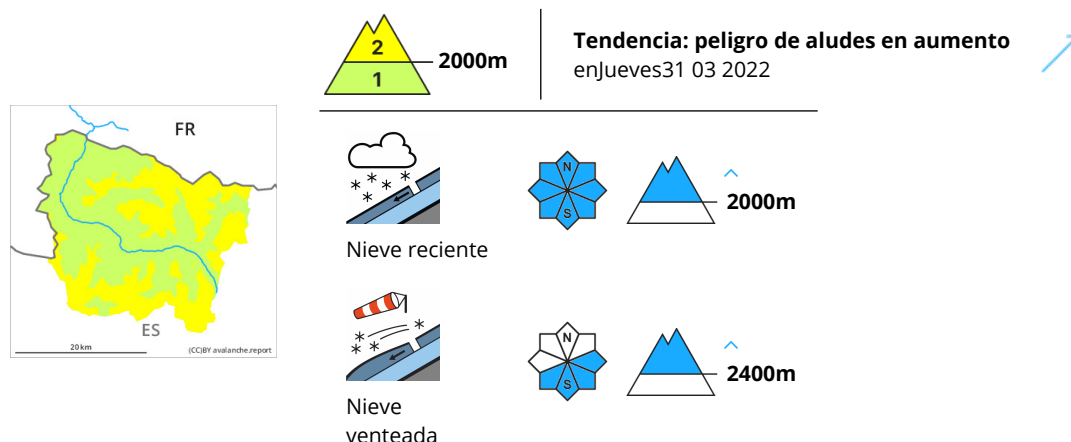 2
1
2000m
Tendencia: peligro de aludes en aumento
enJueves31 03 2022
FR
ES
20 km
(CC)BY avalanche.report
N
S
2000m
Nieve reciente
N
S
2400m
Nieve
venteada